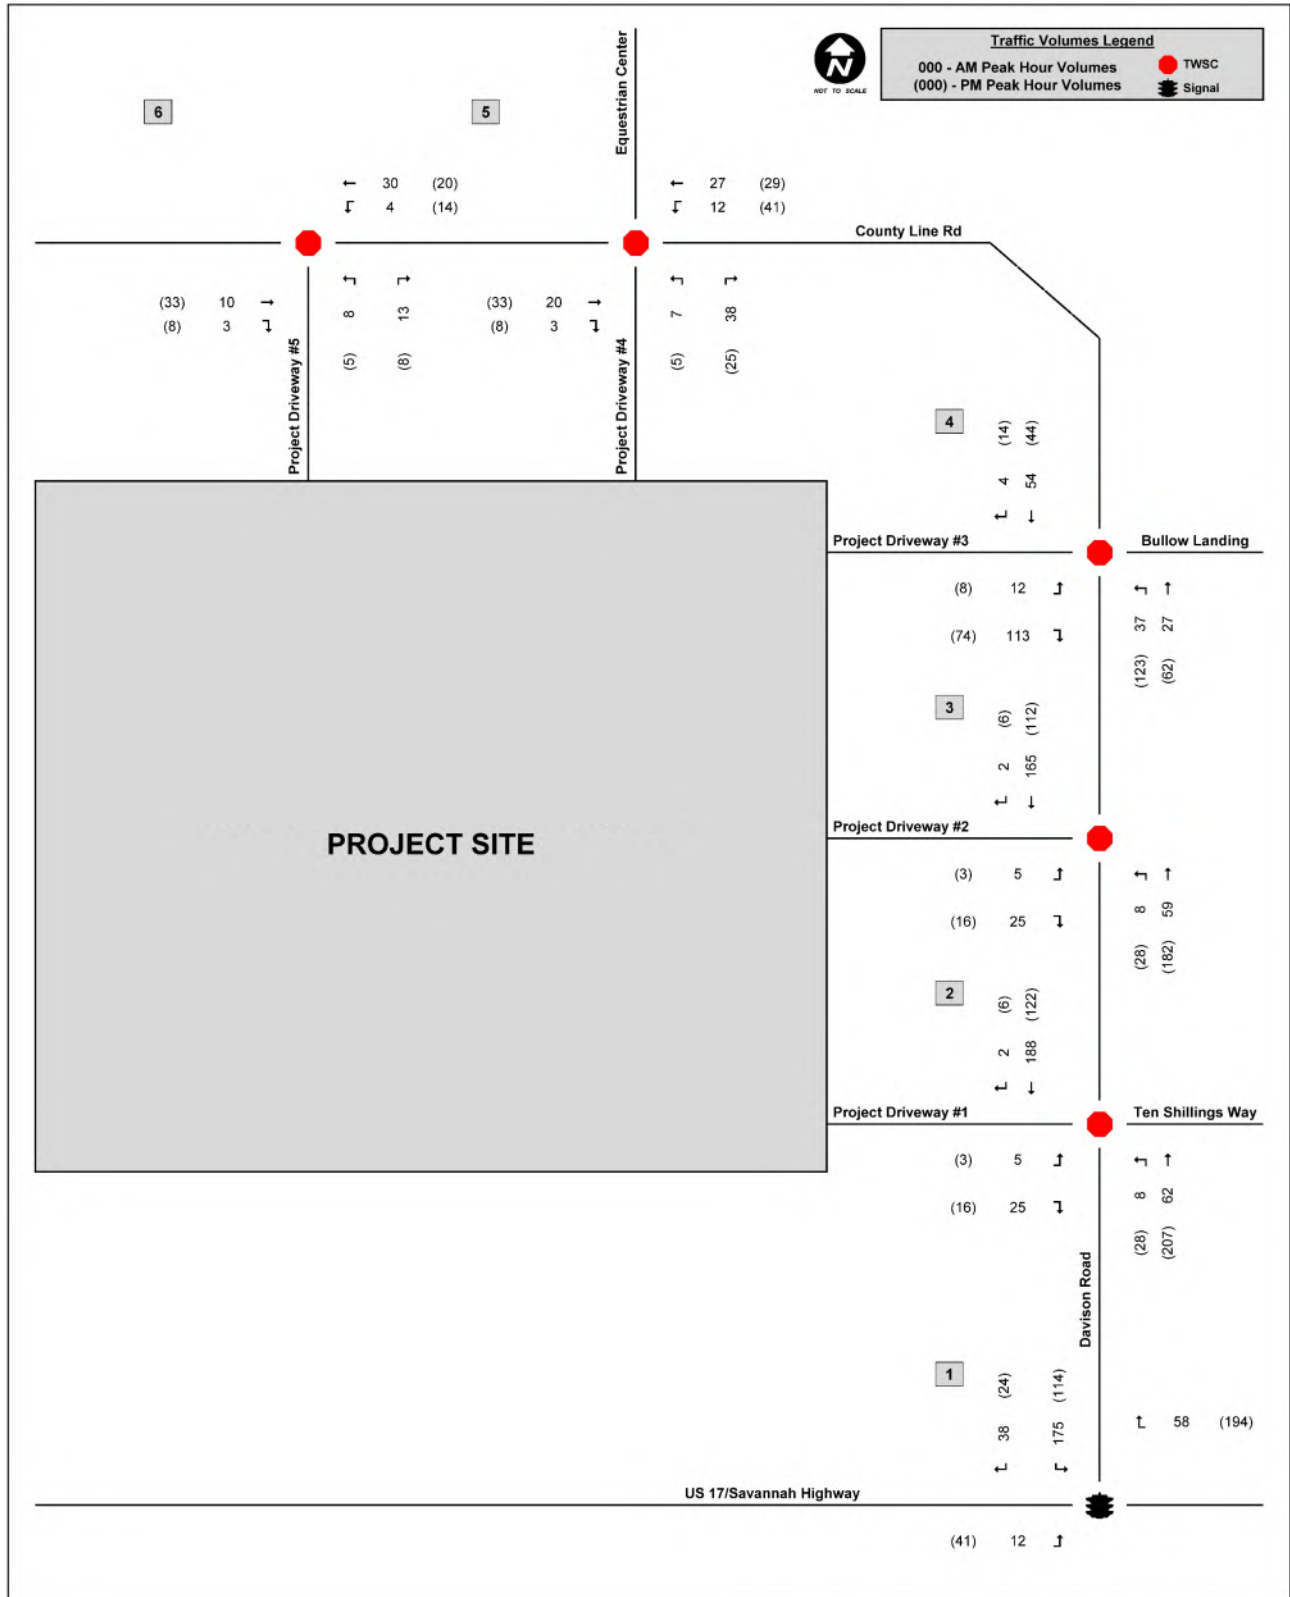 Traffic Volumes Legend
000 - AM Peak Hour Volumes
(000) - PM Peak Hour Volumes
TWSC
Signal
N
NOT TO SCALE
Equestrian Center
6
5
30 (20)
4 (14)
27 (29)
12 (41)
County Line Rd
(33) 10
(8) 3
8 13
(5) (8)
Project Driveway #5
(33) 20
(8) 3
7 38
(5) (25)
Project Driveway #4
4
(14) (44)
4 54
Project Driveway #3
Bullow Landing
(8) 12
(74) 113
37 27
(123) (62)
3
(6) (112)
2 165
PROJECT SITE
Project Driveway #2
(3) 5
(16) 25
8 59
(28) (182)
2
(6) (122)
2 188
Project Driveway #1
Ten Shillings Way
(3) 5
(16) 25
8 62
(28) (207)
Davison Road
1
(24) (114)
38 175
58 (194)
US 17/Savannah Highway
(41) 12